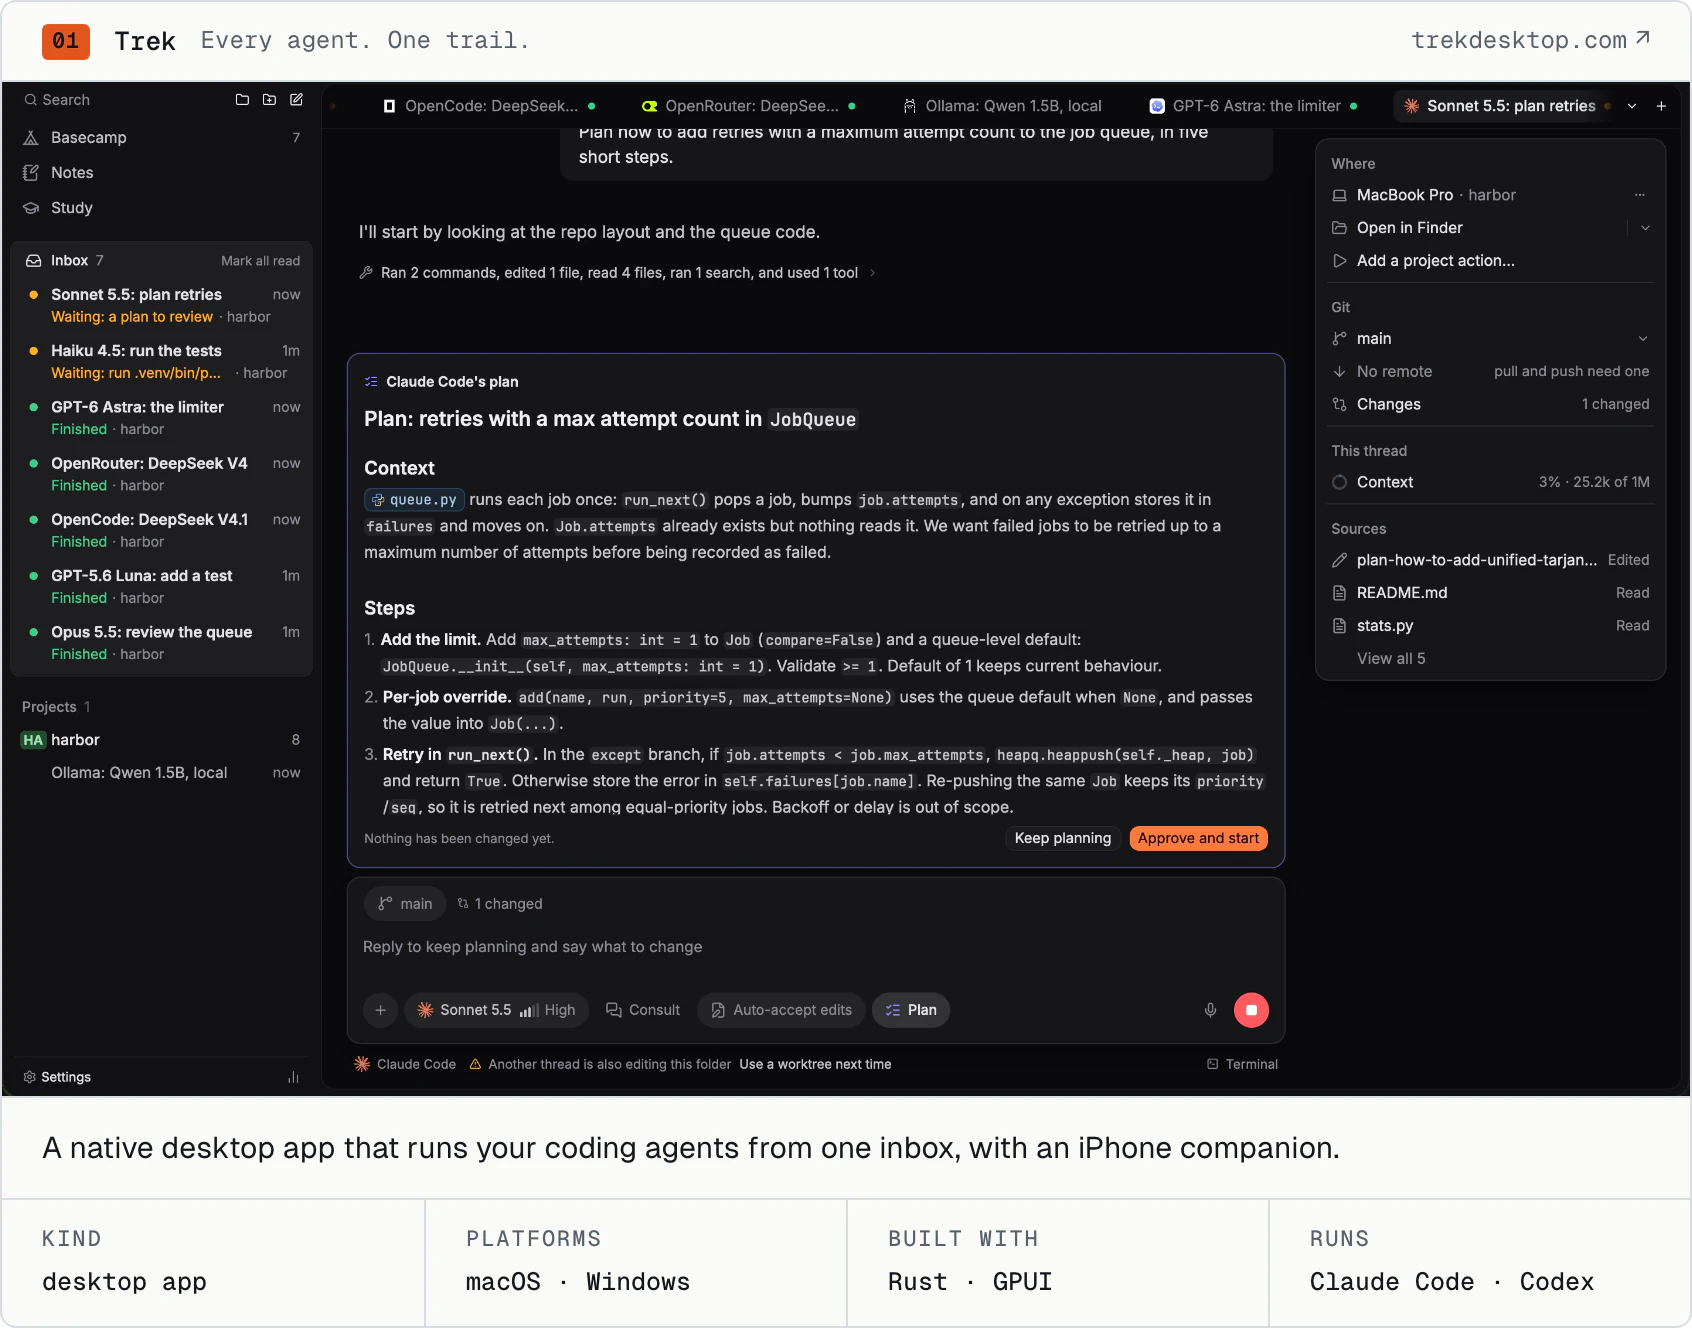 01 Trek Every agent. One trail. trekdesktop.com
Search
Basecamp 7
Notes
Study
Inbox 7 Mark all read
Sonnet 5.5: plan retries now
Waiting: a plan to review · harbor
Haiku 4.5: run the tests 1m
Waiting: run .venv/bin/p... · harbor
GPT-6 Astra: the limiter now
Finished · harbor
OpenRouter: DeepSeek V4 now
Finished · harbor
OpenCode: DeepSeek V4.1 now
Finished · harbor
GPT-5.6 Luna: add a test 1m
Finished · harbor
Opus 5.5: review the queue 1m
Finished · harbor
Projects 1
HA harbor 8
Ollama: Qwen 1.5B, local now
Settings
OpenCode: DeepSeek... OpenRouter: DeepSee... Ollama: Qwen 1.5B, local GPT-6 Astra: the limiter Sonnet 5.5: plan retries
Plan how to add retries with a maximum attempt count to the job queue, in five
short steps.
I'll start by looking at the repo layout and the queue code.
Ran 2 commands, edited 1 file, read 4 files, ran 1 search, and used 1 tool
Claude Code's plan
Plan: retries with a max attempt count in JobQueue
Context
queue.py runs each job once: run_next() pops a job, bumps job.attempts, and on any exception stores it in
failures and moves on. Job.attempts already exists but nothing reads it. We want failed jobs to be retried up to a
maximum number of attempts before being recorded as failed.
Steps
1. Add the limit. Add max_attempts: int = 1 to Job (compare=False) and a queue-level default:
JobQueue.__init__(self, max_attempts: int = 1). Validate >= 1. Default of 1 keeps current behaviour.
2. Per-job override. add(name, run, priority=5, max_attempts=None) uses the queue default when None, and passes
the value into Job(...).
3. Retry in run_next(). In the except branch, if job.attempts < job.max_attempts, heapq.heappush(self._heap, job)
and return True. Otherwise store the error in self.failures[job.name]. Re-pushing the same Job keeps its priority
/seq, so it is retried next among equal-priority jobs. Backoff or delay is out of scope.
Nothing has been changed yet. Keep planning Approve and start
main 1 changed
Reply to keep planning and say what to change
Sonnet 5.5 High Consult Auto-accept edits Plan
Claude Code Another thread is also editing this folder Use a worktree next time Terminal
Where
MacBook Pro · harbor
Open in Finder
Add a project action...
Git
main
No remote pull and push need one
Changes 1 changed
This thread
Context 3% · 25.2k of 1M
Sources
plan-how-to-add-unified-tarjan... Edited
README.md Read
stats.py Read
View all 5
A native desktop app that runs your coding agents from one inbox, with an iPhone companion.
KIND
desktop app
PLATFORMS
macOS · Windows
BUILT WITH
Rust · GPUI
RUNS
Claude Code · Codex